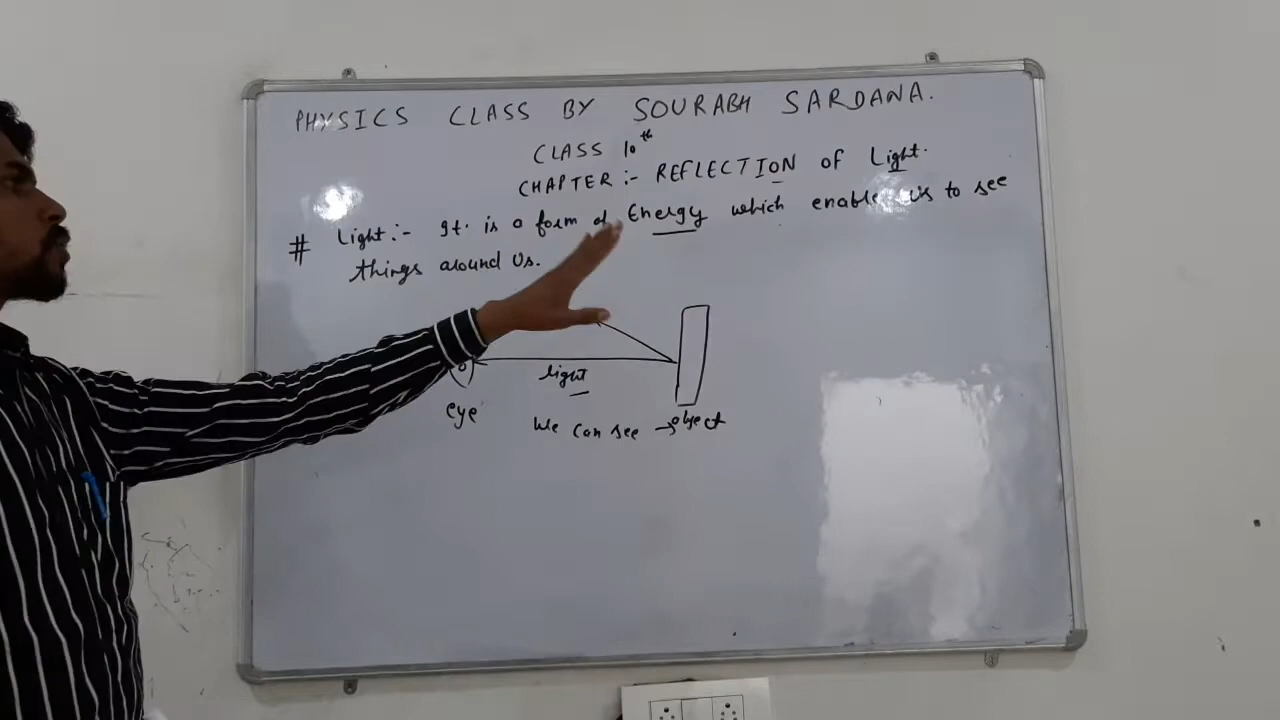 PHYSICS CLASS BY SOURABH SARDANA.
CLASS 10th
CHAPTER :- REFLECTION of Light.
# Light :- It. is a form of Energy which enable us to see
things around Us.
light
eye
We can see → object